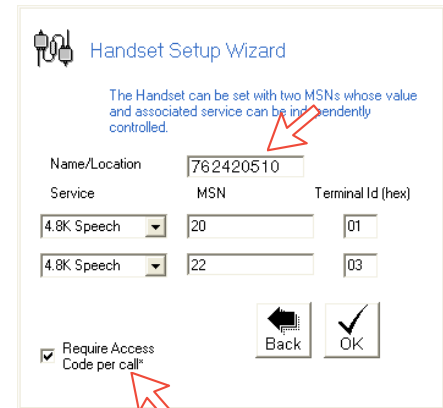 Handset Setup Wizard
The Handset can be set with two MSNs whose value
and associated service can be independently
controlled.
Name/Location 762420510
Service MSN Terminal Id (hex)
4.8K Speech 20 01
4.8K Speech 22 03
Require Access
Code per call*
Back OK